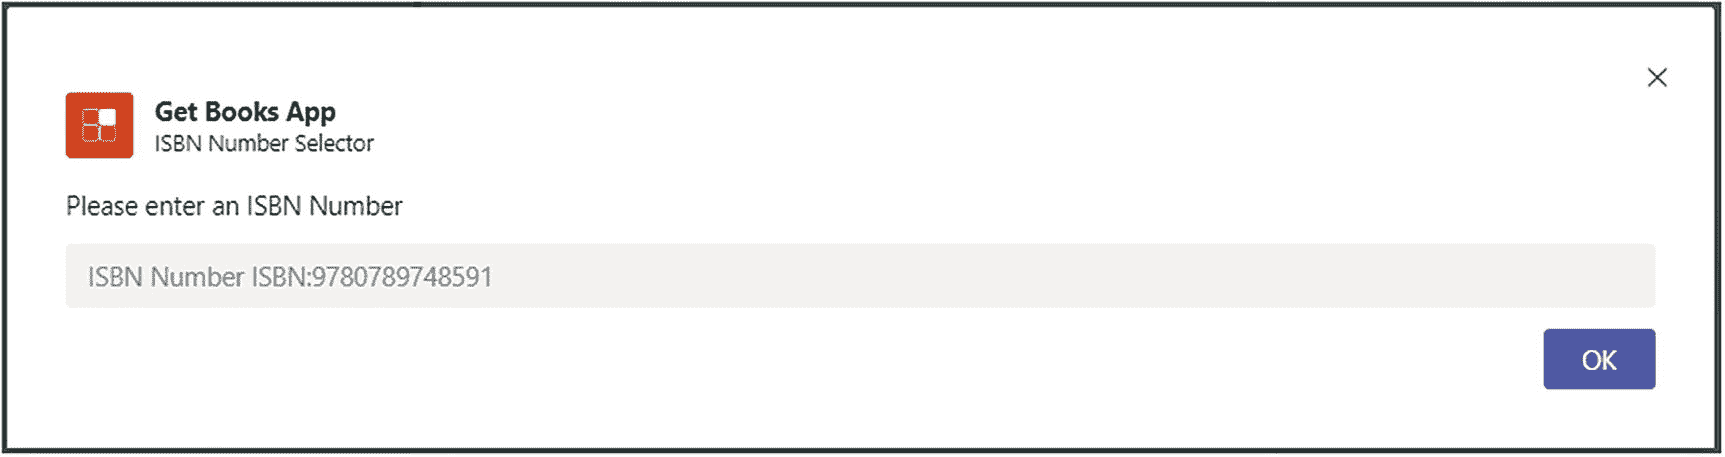 Get Books App
ISBN Number Selector
Please enter an ISBN Number
ISBN Number ISBN:9780789748591
OK